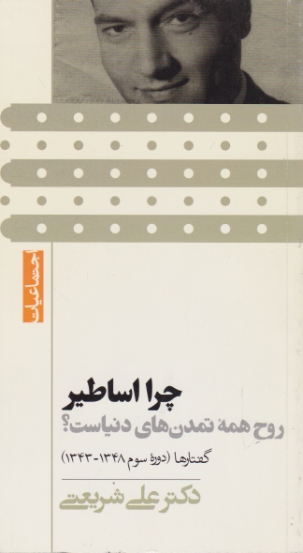 اجتماعیات
چرا اساطیر
روح همهٔ تمدن‌های دنیاست؟
گفتارها (دورهٔ سوم ۱۳۴۸-۱۳۴۳)
دکتر علی شریعتی